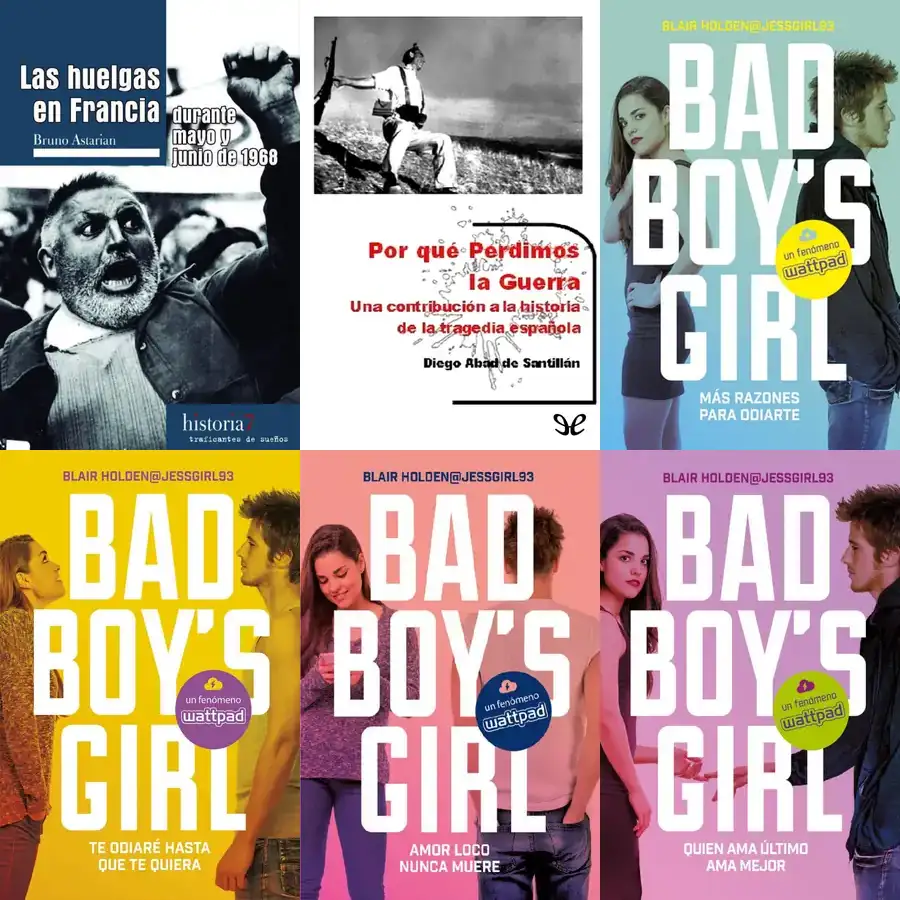 Las huelgas
en Francia
Bruno Astarian
durante
mayo y
junio de 1968
historia
traficantes de sueños
Por qué Perdimos
la Guerra
Una contribución a la historia
de la tragedia española
Diego Abad de Santillán
BLAIR HOLDEN@JESSGIRL93
BAD
BOY'S
GIRL
un fenómeno
wattpad
MÁS RAZONES
PARA ODIARTE
BLAIR HOLDEN@JESSGIRL93
BAD
BOY'S
GIRL
un fenómeno
wattpad
TE ODIARÉ HASTA
QUE TE QUIERA
BLAIR HOLDEN@JESSGIRL93
BAD
BOY'S
GIRL
un fenómeno
wattpad
AMOR LOCO
NUNCA MUERE
BLAIR HOLDEN@JESSGIRL93
BAD
BOY'S
GIRL
un fenómeno
wattpad
QUIEN AMA ÚLTIMO
AMA MEJOR